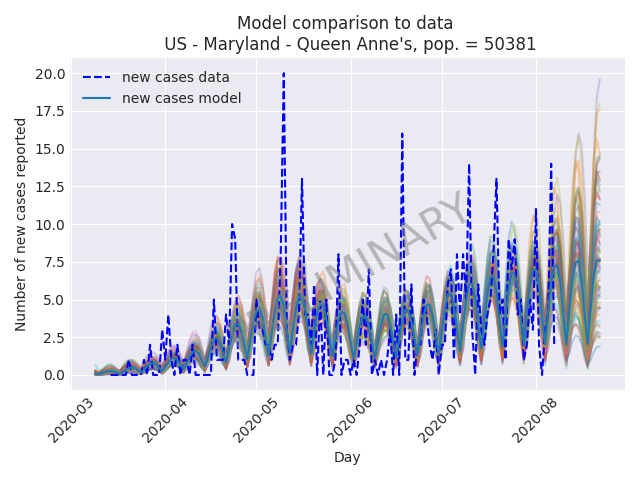 Model comparison to data
US - Maryland - Queen Anne's, pop. = 50381
new cases data
new cases model
Number of new cases reported
20.0
17.5
15.0
12.5
10.0
7.5
5.0
2.5
0.0
2020-03
2020-04
2020-05
2020-06
2020-07
2020-08
Day